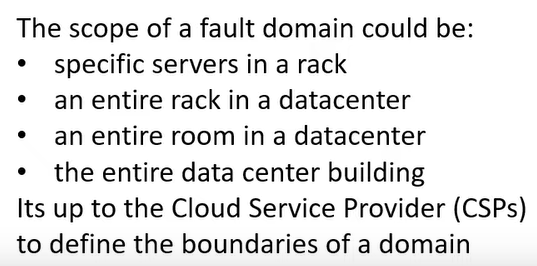 The scope of a fault domain could be:
• specific servers in a rack
• an entire rack in a datacenter
• an entire room in a datacenter
• the entire data center building
Its up to the Cloud Service Provider (CSPs)
to define the boundaries of a domain